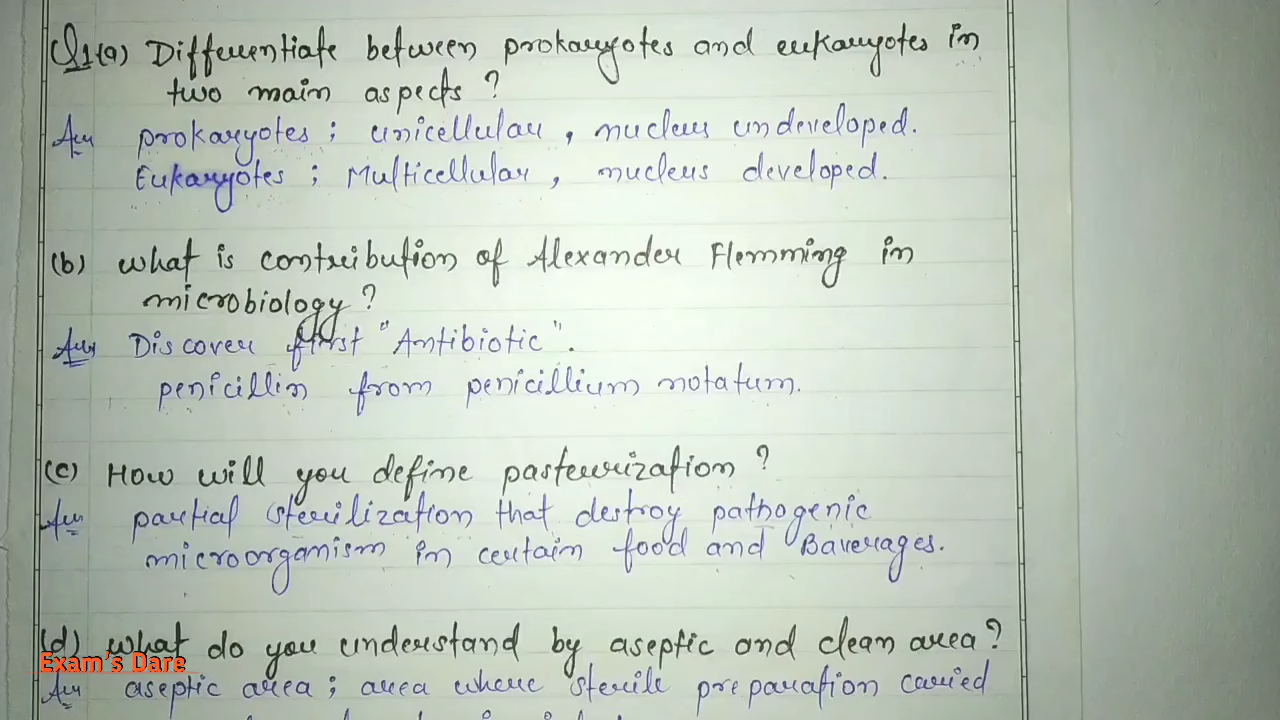 Q1(a) Differentiate between prokaryotes and eukaryotes in
two main aspects ?
Ans prokaryotes ; unicellular , nucleus undeveloped.
Eukaryotes ; Multicellular , nucleus developed.
(b) what is contribution of Alexander Flemming in
microbiology ?
Ans Discover first "Antibiotic".
penicillin from penicillium notatum.
(c) How will you define pasteurization ?
Ans partial sterilization that destroy pathogenic
microorganism in certain food and Baverages.
(d) what do you understand by aseptic and clean area?
Exam's Dare
Ans aseptic area ; area where sterile preparation caried